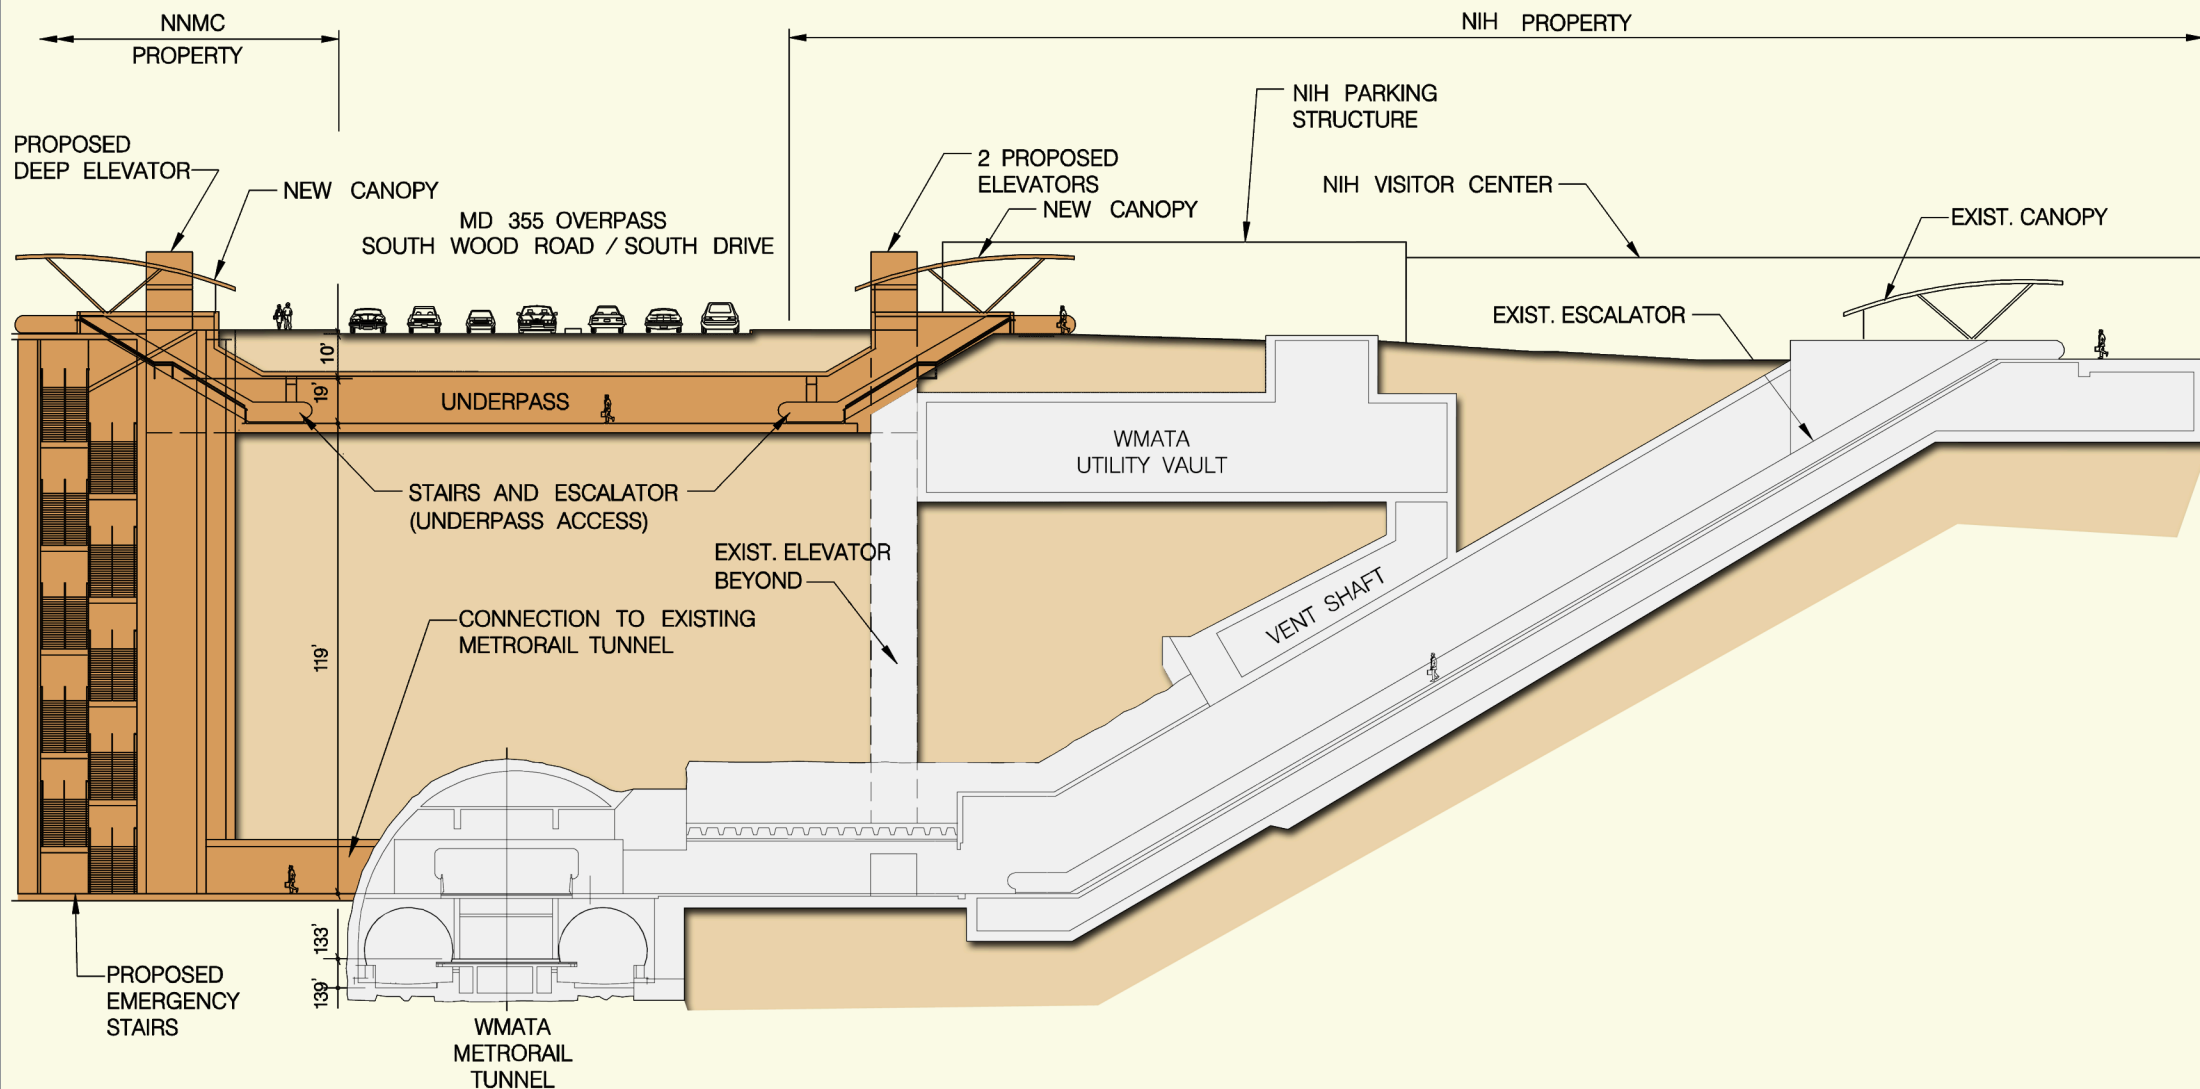 NNMC
PROPERTY
NIH PROPERTY
NIH PARKING
STRUCTURE
PROPOSED
DEEP ELEVATOR
NEW CANOPY
MD 355 OVERPASS
SOUTH WOOD ROAD / SOUTH DRIVE
2 PROPOSED
ELEVATORS
NEW CANOPY
NIH VISITOR CENTER
EXIST. CANOPY
EXIST. ESCALATOR
10'
19'
UNDERPASS
WMATA
UTILITY VAULT
STAIRS AND ESCALATOR
(UNDERPASS ACCESS)
EXIST. ELEVATOR
BEYOND
VENT SHAFT
CONNECTION TO EXISTING
METRORAIL TUNNEL
119'
133'
139'
PROPOSED
EMERGENCY
STAIRS
WMATA
METRORAIL
TUNNEL